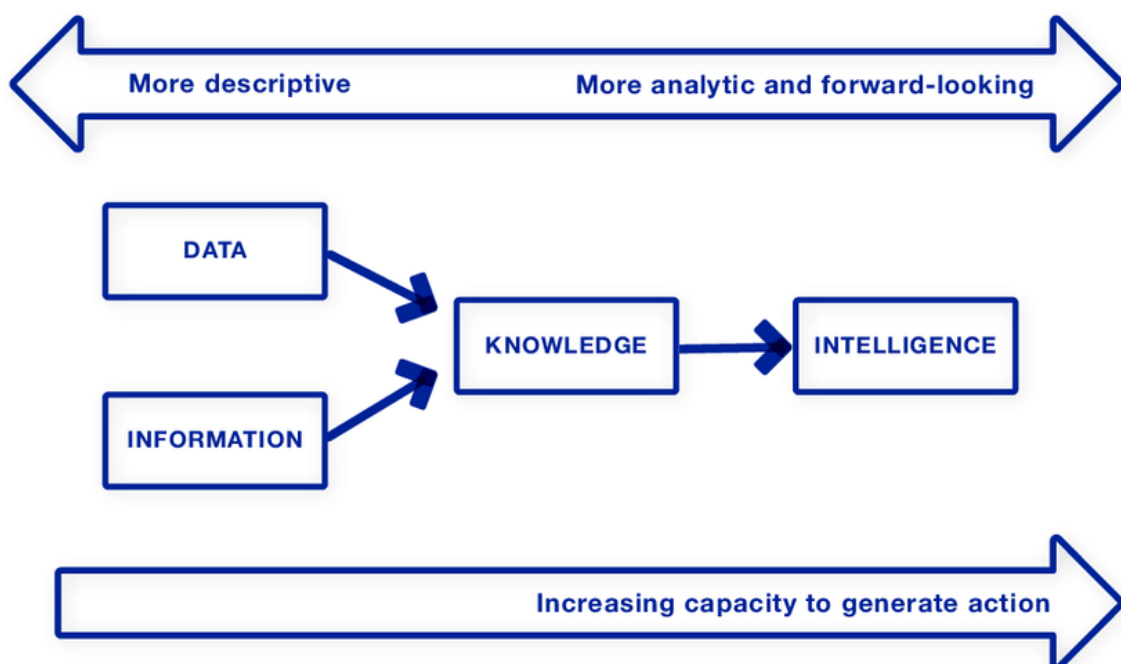 More descriptive
More analytic and forward-looking
DATA
KNOWLEDGE
INTELLIGENCE
INFORMATION
Increasing capacity to generate action